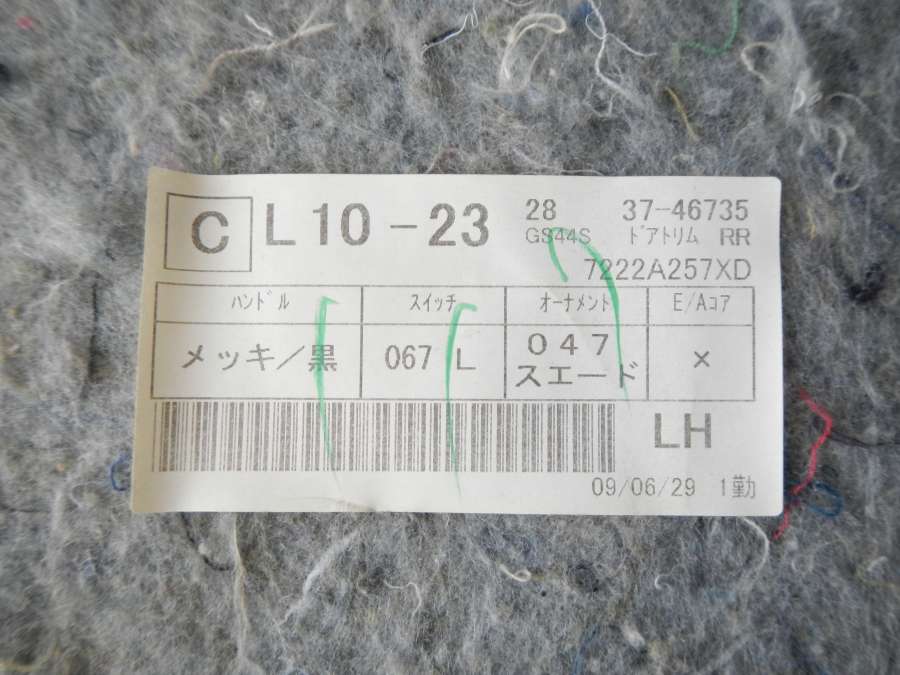 C L10-23 28 37-46735
GS44S ﾄﾞｱﾄﾘﾑ RR
7222A257XD
ﾊﾝﾄﾞﾙ ｽｲｯﾁ ｵｰﾅﾒﾝﾄ E/Aｺｱ
メッキ/黒 067 L 047 ×
スエード
LH
09/06/29 1勤